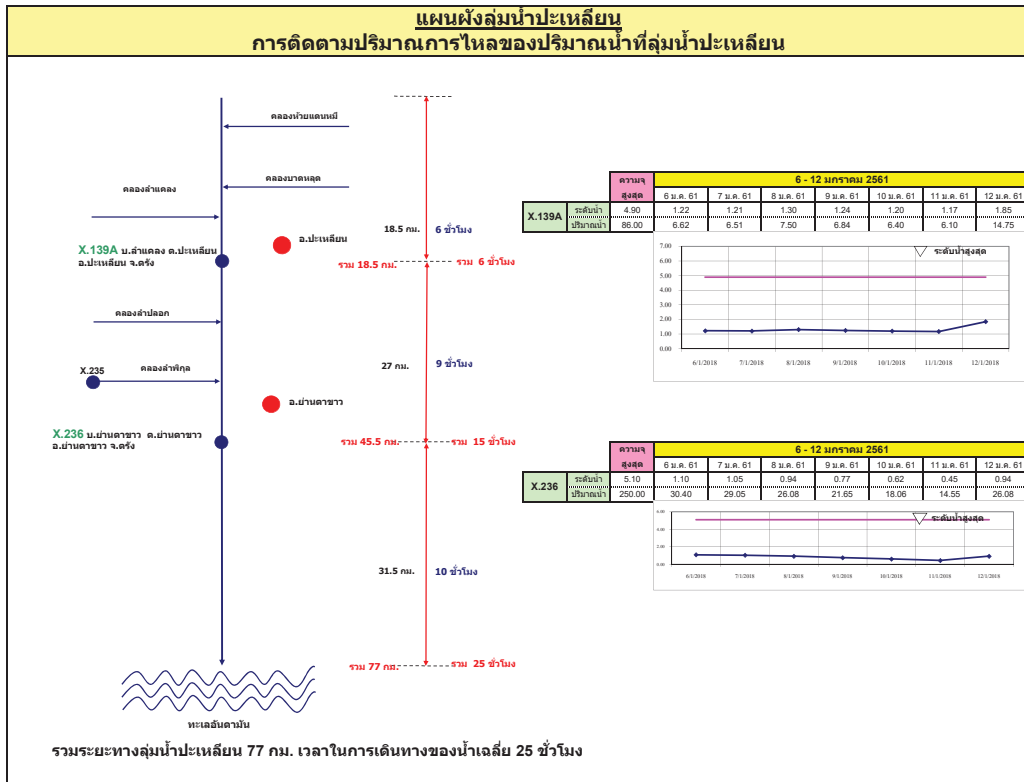 แผนผังลุ่มน้ำปะเหลียน
การติดตามปริมาณการไหลของปริมาณน้ำที่ลุ่มน้ำปะเหลียน
คลองห้วยแดนหมี
คลองบาตหลุด
คลองลำแคลง
X.139A บ.ลำแคลง ต.ปะเหลียน
อ.ปะเหลียน จ.ตรัง
อ.ปะเหลียน
18.5 กม.
6 ชั่วโมง
รวม 18.5 กม.
รวม 6 ชั่วโมง
คลองลำปลอก
X.235
คลองลำพิกุล
27 กม.
9 ชั่วโมง
อ.ย่านตาขาว
X.236 บ.ย่านตาขาว ต.ย่านตาขาว
อ.ย่านตาขาว จ.ตรัง
รวม 45.5 กม.
รวม 15 ชั่วโมง
31.5 กม.
10 ชั่วโมง
รวม 77 กม.
รวม 25 ชั่วโมง
ทะเลอันดามัน
รวมระยะทางลุ่มน้ำปะเหลียน 77 กม. เวลาในการเดินทางของน้ำเฉลี่ย 25 ชั่วโมง
ความจุ 6 - 12 มกราคม 2561
สูงสุด 6 ม.ค. 61 7 ม.ค. 61 8 ม.ค. 61 9 ม.ค. 61 10 ม.ค. 61 11 ม.ค. 61 12 ม.ค. 61
X.139A
ระดับน้ำ 4.90 1.22 1.21 1.30 1.24 1.20 1.17 1.85
ปริมาณน้ำ 86.00 6.62 6.51 7.50 6.84 6.40 6.10 14.75
ระดับน้ำสูงสุด
7.00
6.00
5.00
4.00
3.00
2.00
1.00
0.00
6/1/2018 7/1/2018 8/1/2018 9/1/2018 10/1/2018 11/1/2018 12/1/2018
ความจุ 6 - 12 มกราคม 2561
สูงสุด 6 ม.ค. 61 7 ม.ค. 61 8 ม.ค. 61 9 ม.ค. 61 10 ม.ค. 61 11 ม.ค. 61 12 ม.ค. 61
X.236
ระดับน้ำ 5.10 1.10 1.05 0.94 0.77 0.62 0.45 0.94
ปริมาณน้ำ 250.00 30.40 29.05 26.08 21.65 18.06 14.55 26.08
ระดับน้ำสูงสุด
6.00
4.00
2.00
0.00
6/1/2018 7/1/2018 8/1/2018 9/1/2018 10/1/2018 11/1/2018 12/1/2018